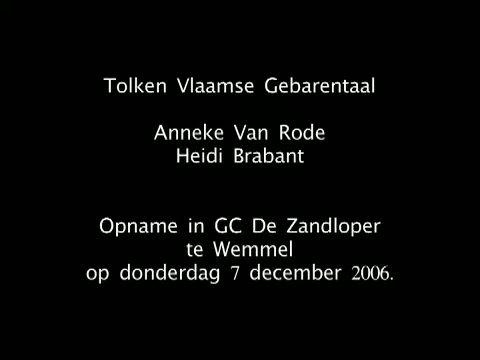 Tolken Vlaamse Gebarentaal
Anneke Van Rode
Heidi Brabant
Opname in GC De Zandloper
te Wemmel
op donderdag 7 december 2006.